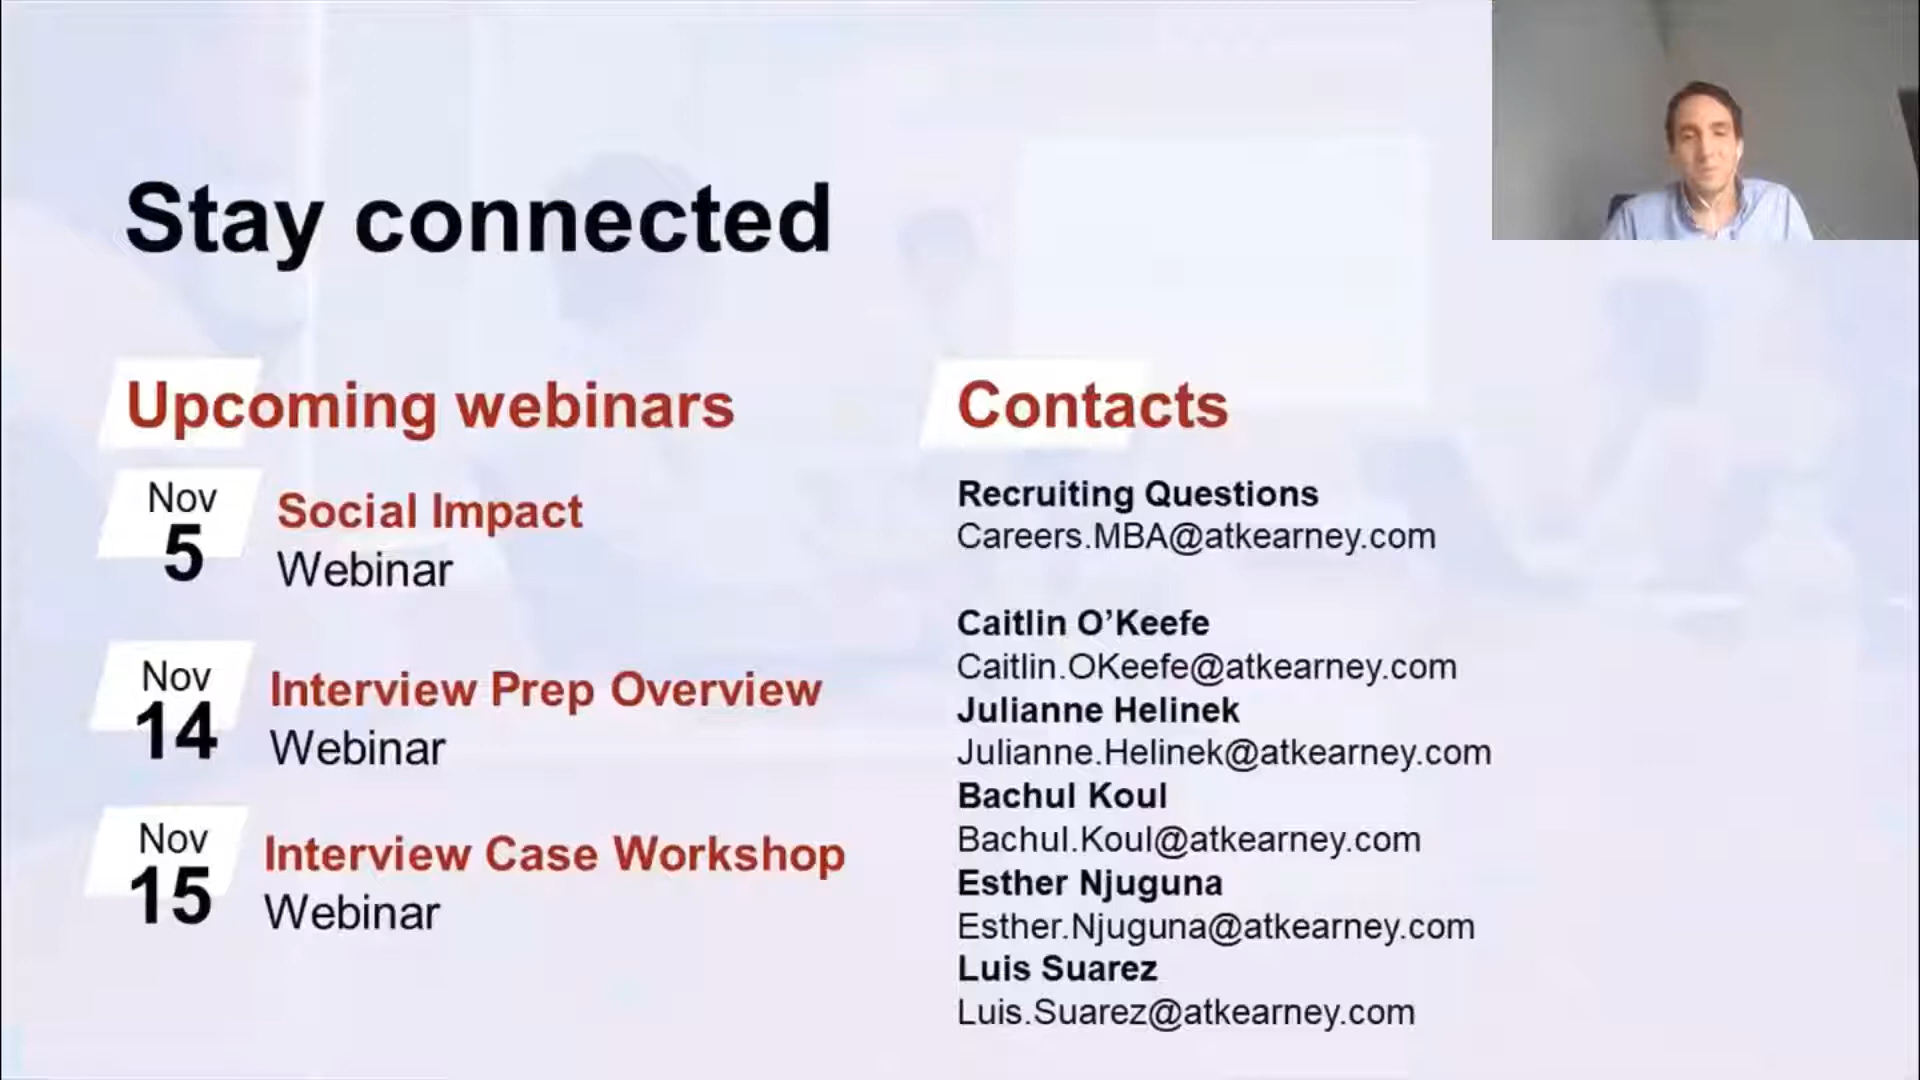 Stay connected
Upcoming webinars
Nov
5
Social Impact
Webinar
Nov
14
Interview Prep Overview
Webinar
Nov
15
Interview Case Workshop
Webinar
Contacts
Recruiting Questions
Careers.MBA@atkearney.com
Caitlin O’Keefe
Caitlin.OKeefe@atkearney.com
Julianne Helinek
Julianne.Helinek@atkearney.com
Bachul Koul
Bachul.Koul@atkearney.com
Esther Njuguna
Esther.Njuguna@atkearney.com
Luis Suarez
Luis.Suarez@atkearney.com